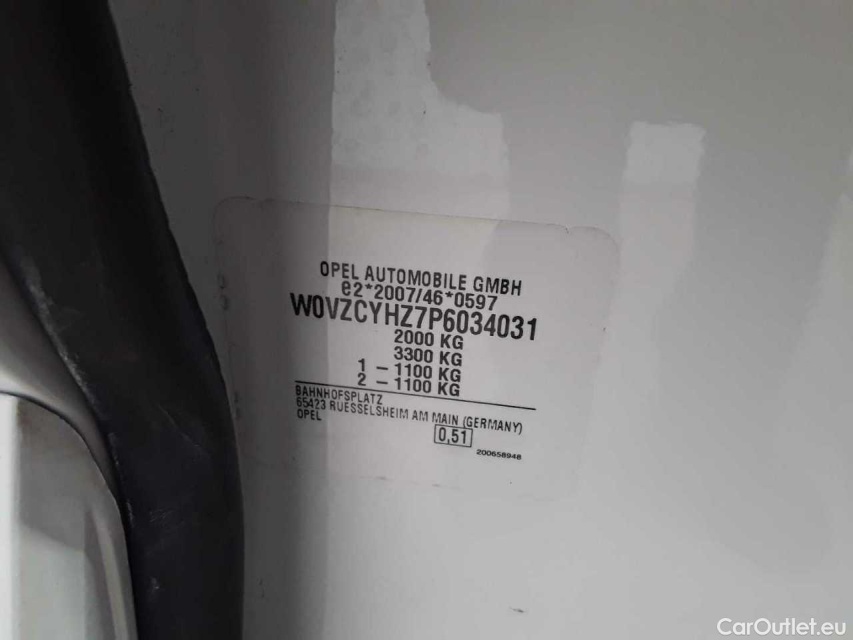 OPEL AUTOMOBILE GMBH
e2*2007/46*0597
W0VZCYHZ7P6034031
2000 KG
3300 KG
1 - 1100 KG
2 - 1100 KG
BAHNHOFSPLATZ
65423 RUESSELSHEIM AM MAIN (GERMANY)
OPEL
0,51
200658948
CarOutlet.eu